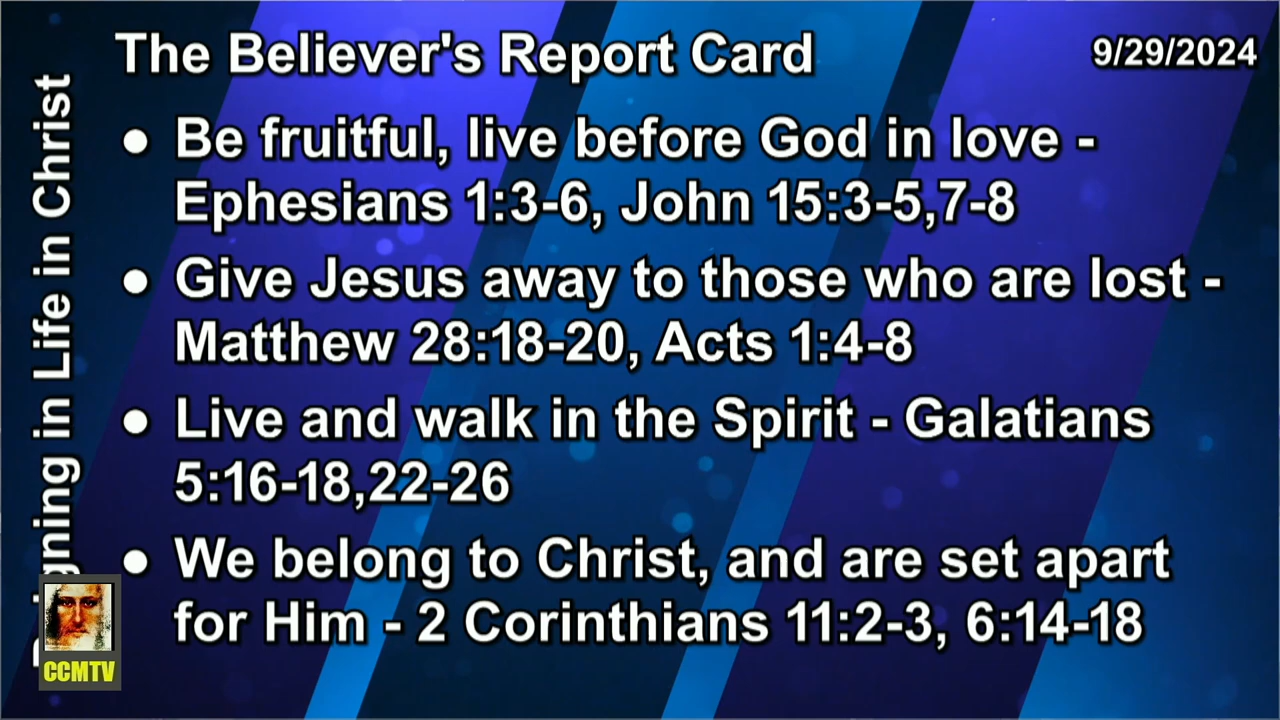 The Believer's Report Card
9/29/2024
● Be fruitful, live before God in love -
Ephesians 1:3-6, John 15:3-5,7-8
● Give Jesus away to those who are lost -
Matthew 28:18-20, Acts 1:4-8
● Live and walk in the Spirit - Galatians
5:16-18,22-26
● We belong to Christ, and are set apart
for Him - 2 Corinthians 11:2-3, 6:14-18
in Life in Christ
CCMTV